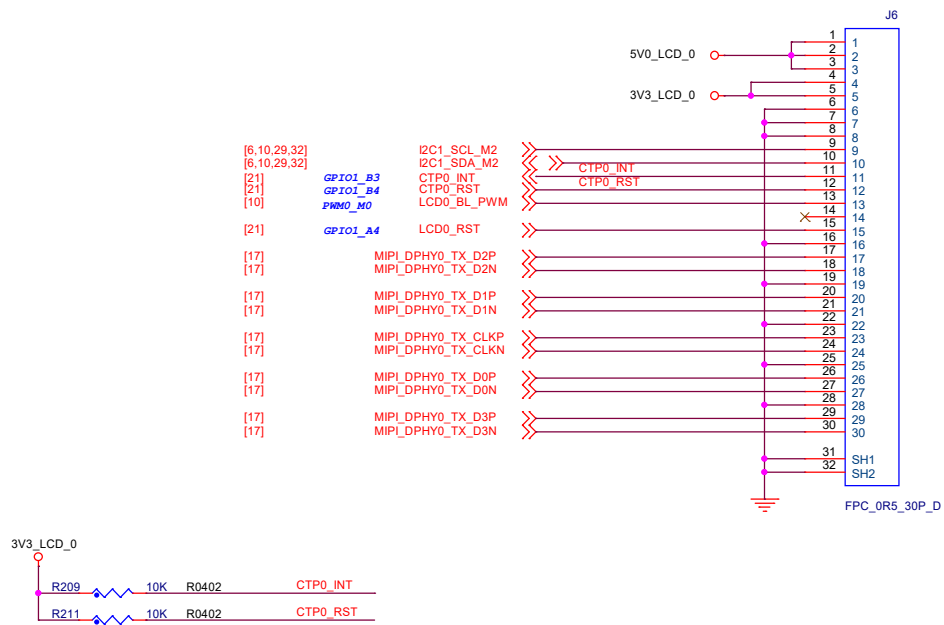 J6
1 1
5V0_LCD_0 2 2
3 3
4 4
3V3_LCD_0 5 5
6 6
7 7
8 8
[6,10,29,32] I2C1_SCL_M2 9 9
[6,10,29,32] I2C1_SDA_M2 10 10
[21] GPIO1_B3 CTP0_INT CTP0_INT 11 11
[21] GPIO1_B4 CTP0_RST CTP0_RST 12 12
[10] PWM0_M0 LCD0_BL_PWM 13 13
14 14
[21] GPIO1_A4 LCD0_RST 15 15
16 16
[17] MIPI_DPHY0_TX_D2P 17 17
[17] MIPI_DPHY0_TX_D2N 18 18
19 19
[17] MIPI_DPHY0_TX_D1P 20 20
[17] MIPI_DPHY0_TX_D1N 21 21
22 22
[17] MIPI_DPHY0_TX_CLKP 23 23
[17] MIPI_DPHY0_TX_CLKN 24 24
25 25
[17] MIPI_DPHY0_TX_D0P 26 26
[17] MIPI_DPHY0_TX_D0N 27 27
28 28
[17] MIPI_DPHY0_TX_D3P 29 29
[17] MIPI_DPHY0_TX_D3N 30 30
31 SH1
32 SH2
FPC_0R5_30P_D
3V3_LCD_0
R209 10K R0402 CTP0_INT
R211 10K R0402 CTP0_RST